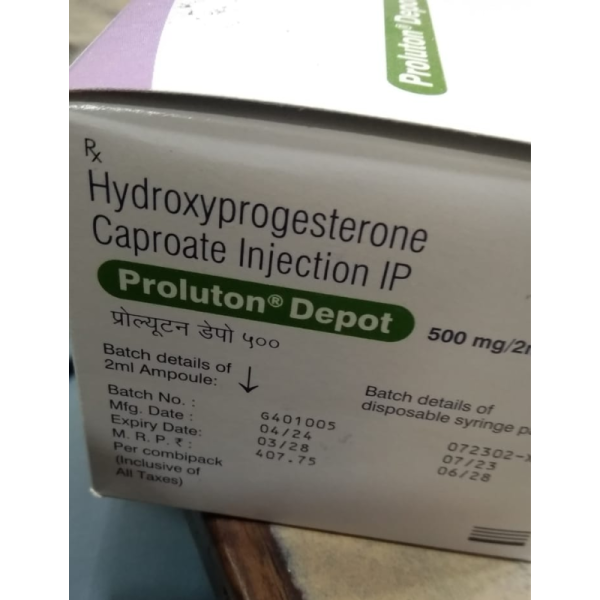 Proluton® Depot
Rx
Hydroxyprogesterone
Caproate Injection IP
Proluton® Depot
500 mg/2
प्रोल्यूटन डेपो ५००
Batch details of
2ml Ampoule: ↓
Batch No. : G401005
Mfg. Date : 04/24
Expiry Date: 03/28
M. R. P. ₹ : 407.75
Per combipack
(Inclusive of
All Taxes)
Batch details of
disposable syringe
072302-
07/23
06/28